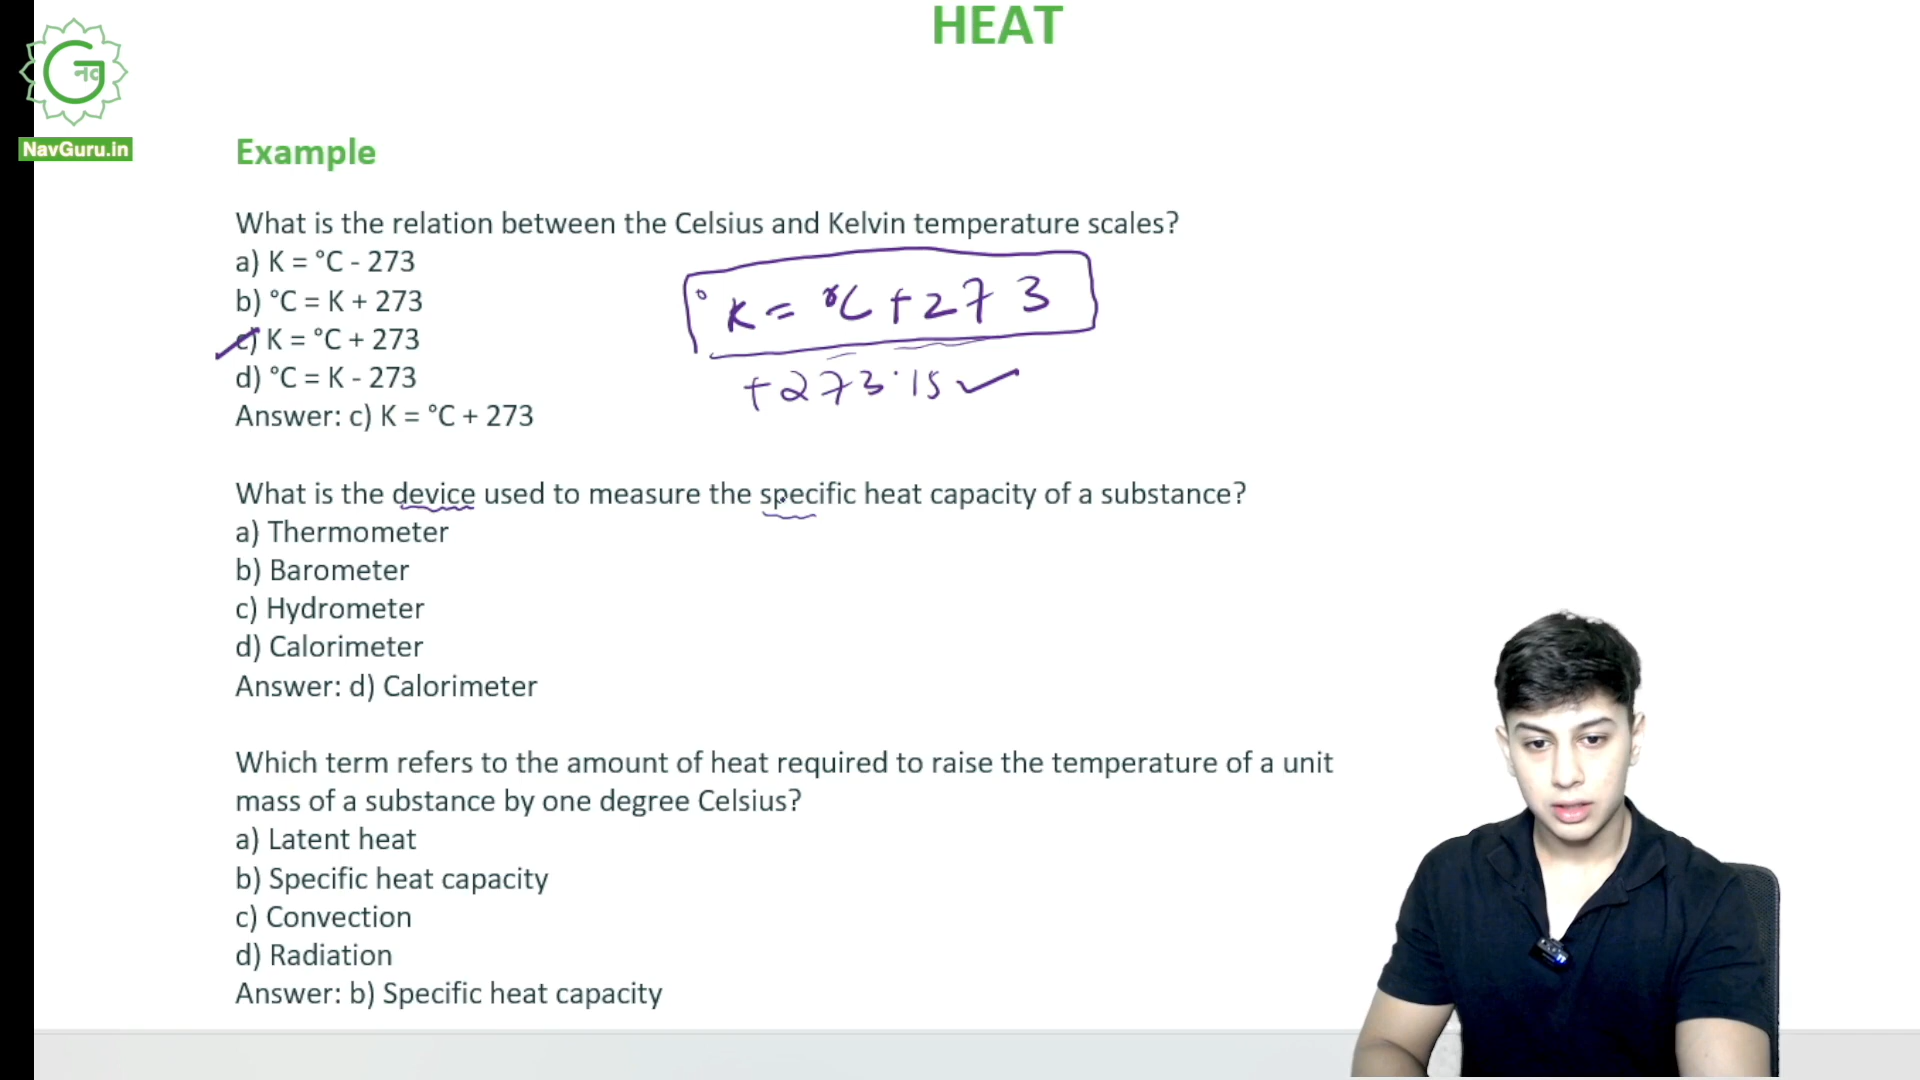 HEAT
नव
NavGuru.in
Example
What is the relation between the Celsius and Kelvin temperature scales?
a) K = °C - 273
b) °C = K + 273
c) K = °C + 273
d) °C = K - 273
Answer: c) K = °C + 273
K = °C + 273
+273.15
What is the device used to measure the specific heat capacity of a substance?
a) Thermometer
b) Barometer
c) Hydrometer
d) Calorimeter
Answer: d) Calorimeter
Which term refers to the amount of heat required to raise the temperature of a unit
mass of a substance by one degree Celsius?
a) Latent heat
b) Specific heat capacity
c) Convection
d) Radiation
Answer: b) Specific heat capacity